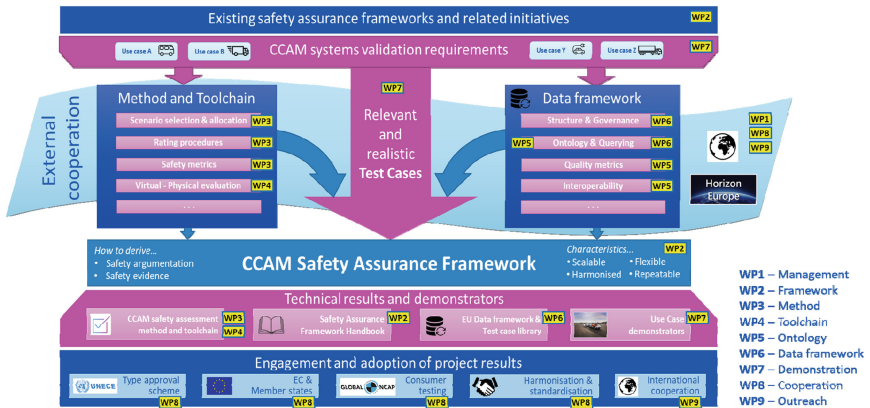 Existing safety assurance frameworks and related initiatives
WP2
Use case A
Use case B
CCAM systems validation requirements
Use case Y
Use case Z
WP7
External
cooperation
Method and Toolchain
Scenario selection & allocation
WP3
Rating procedures
WP3
Safety metrics
WP3
Virtual - Physical evaluation
WP4
. . .
WP7
Relevant
and
realistic
Test Cases
Data framework
Structure & Governance
WP6
WP5
Ontology & Querying
WP6
Quality metrics
WP5
Interoperability
WP5
. . .
WP1
WP8
WP9
Horizon
Europe
How to derive...
• Safety argumentation
• Safety evidence
CCAM Safety Assurance Framework
Characteristics...
WP2
• Scalable
• Flexible
• Harmonised
• Repeatable
Technical results and demonstrators
CCAM safety assessment
method and toolchain
WP3
WP4
Safety Assurance
Framework Handbook
WP2
EU Data framework &
Test case library
WP6
Use Case
demonstrators
WP7
Engagement and adoption of project results
UNECE
Type approval
scheme
WP8
EC &
Member states
WP8
GLOBAL NCAP
Consumer
testing
WP8
Harmonisation &
standardisation
WP8
International
cooperation
WP9
WP1 – Management
WP2 – Framework
WP3 – Method
WP4 – Toolchain
WP5 – Ontology
WP6 – Data framework
WP7 – Demonstration
WP8 – Cooperation
WP9 – Outreach